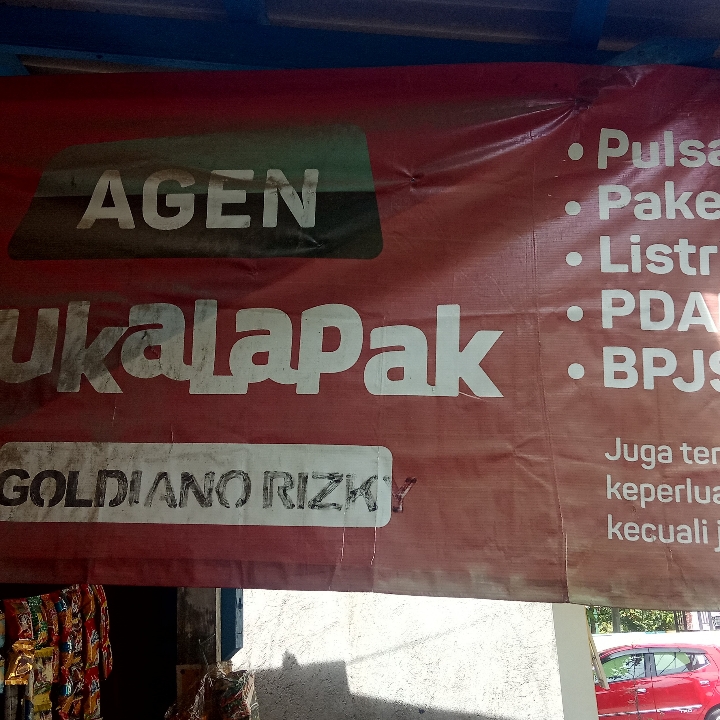 AGEN
ukaLapak
GOLDIANO RIZKY
• Pulsa
• Pake
• Listr
• PDA
• BPJS
Juga ter
keperlua
kecuali j